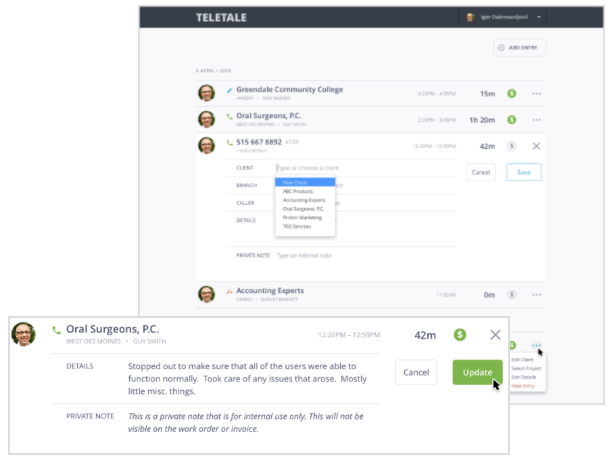 TELETALE
Igor Dobrosavljević
ADD ENTRY
5 APRIL - 2016
Greendale Community College
TROY BARNES
4:20PM – 4:35PM
15m
Oral Surgeons, P.C.
WEST DES MOINES • GUY SMITH
2:20PM – 3:40PM
1h 20m
515 667 8892 x123
+ ADD DETAILS
12:20PM – 12:59PM
42m
CLIENT
Type or choose a client
Cancel
Save
New Client
BRANCH
ABC Products
Accounting Experts
CALLER
Oral Surgeons, P.C.
Proton Marketing
DETAILS
TGS Services
PRIVATE NOTE
Type an internal note
Accounting Experts
SHIRLEY BENNETT
11:02AM
0m
Edit Client
Select Project
Edit Details
Hide Entry
Oral Surgeons, P.C.
WEST DES MOINES • GUY SMITH
12:20PM – 12:59PM
42m
DETAILS
Stopped out to make sure that all of the users were able to
function normally. Took care of any issues that arose. Mostly
little misc. things.
Cancel
Update
PRIVATE NOTE
This is a private note that is for internal use only. This will not be
visible on the work order or invoice.